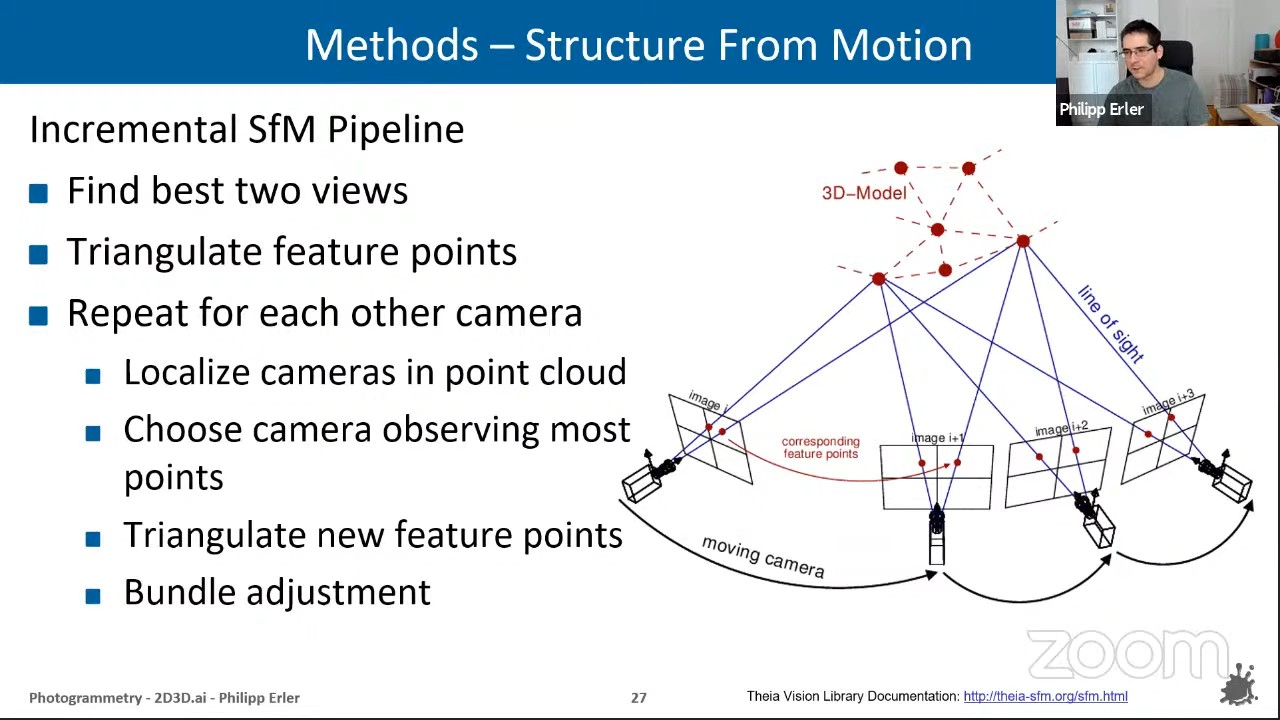 Methods – Structure From Motion
Philipp Erler
Incremental SfM Pipeline
Find best two views
Triangulate feature points
Repeat for each other camera
Localize cameras in point cloud
Choose camera observing most
points
Triangulate new feature points
Bundle adjustment
3D–Model
line of sight
image i
corresponding
feature points
image i+1
image i+2
image i+3
moving camera
zoom
Photogrammetry - 2D3D.ai - Philipp Erler
27
Theia Vision Library Documentation: http://theia-sfm.org/sfm.html